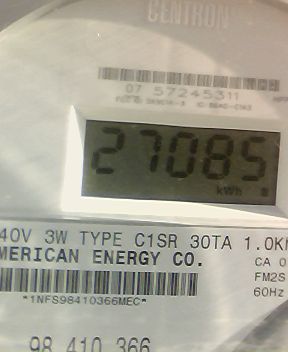 CENTRON
07 57245311
27085
kWh
40V 3W TYPE C1SR 30TA 1.0K
MERICAN ENERGY CO.
CA 0
FM2S
60Hz
*1NFS98410366MEC*
98 410 366